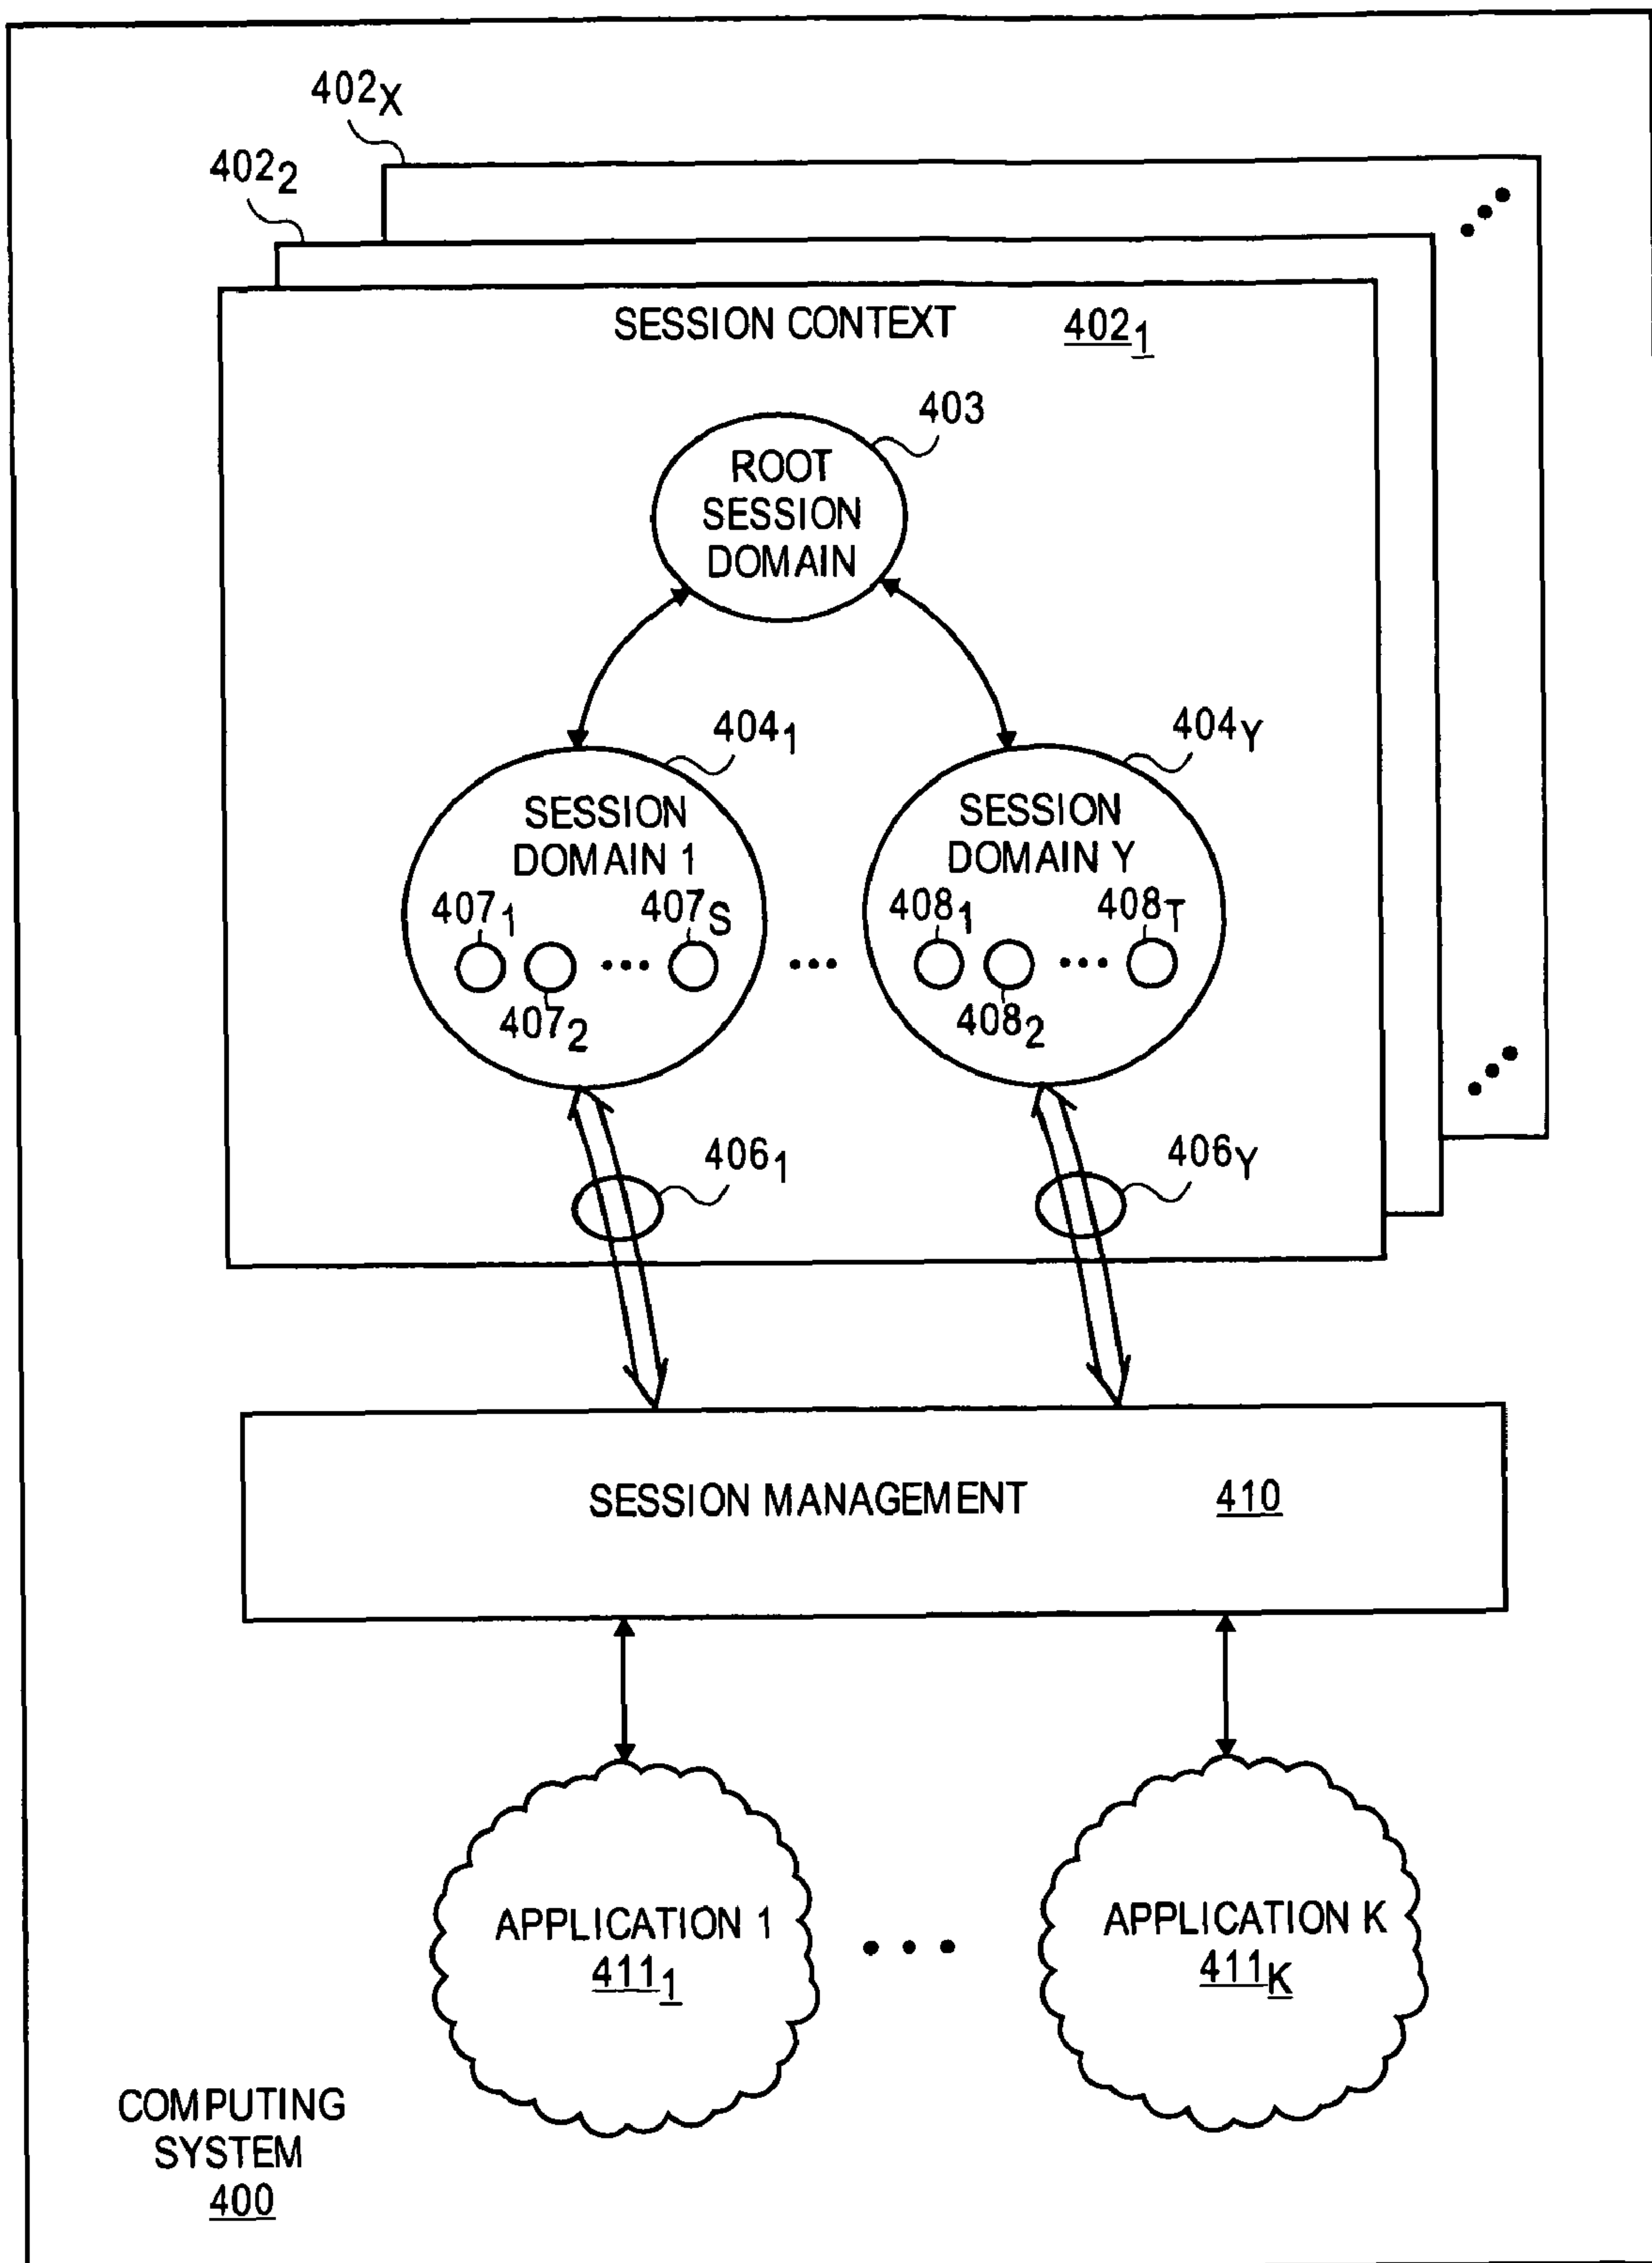 402X
4022
SESSION CONTEXT 4021
403
ROOT
SESSION
DOMAIN
4041
404Y
SESSION
DOMAIN 1
SESSION
DOMAIN Y
4071
407S
4081
408T
4072
4082
4061
406Y
SESSION MANAGEMENT 410
APPLICATION 1
4111
APPLICATION K
411K
COMPUTING
SYSTEM
400